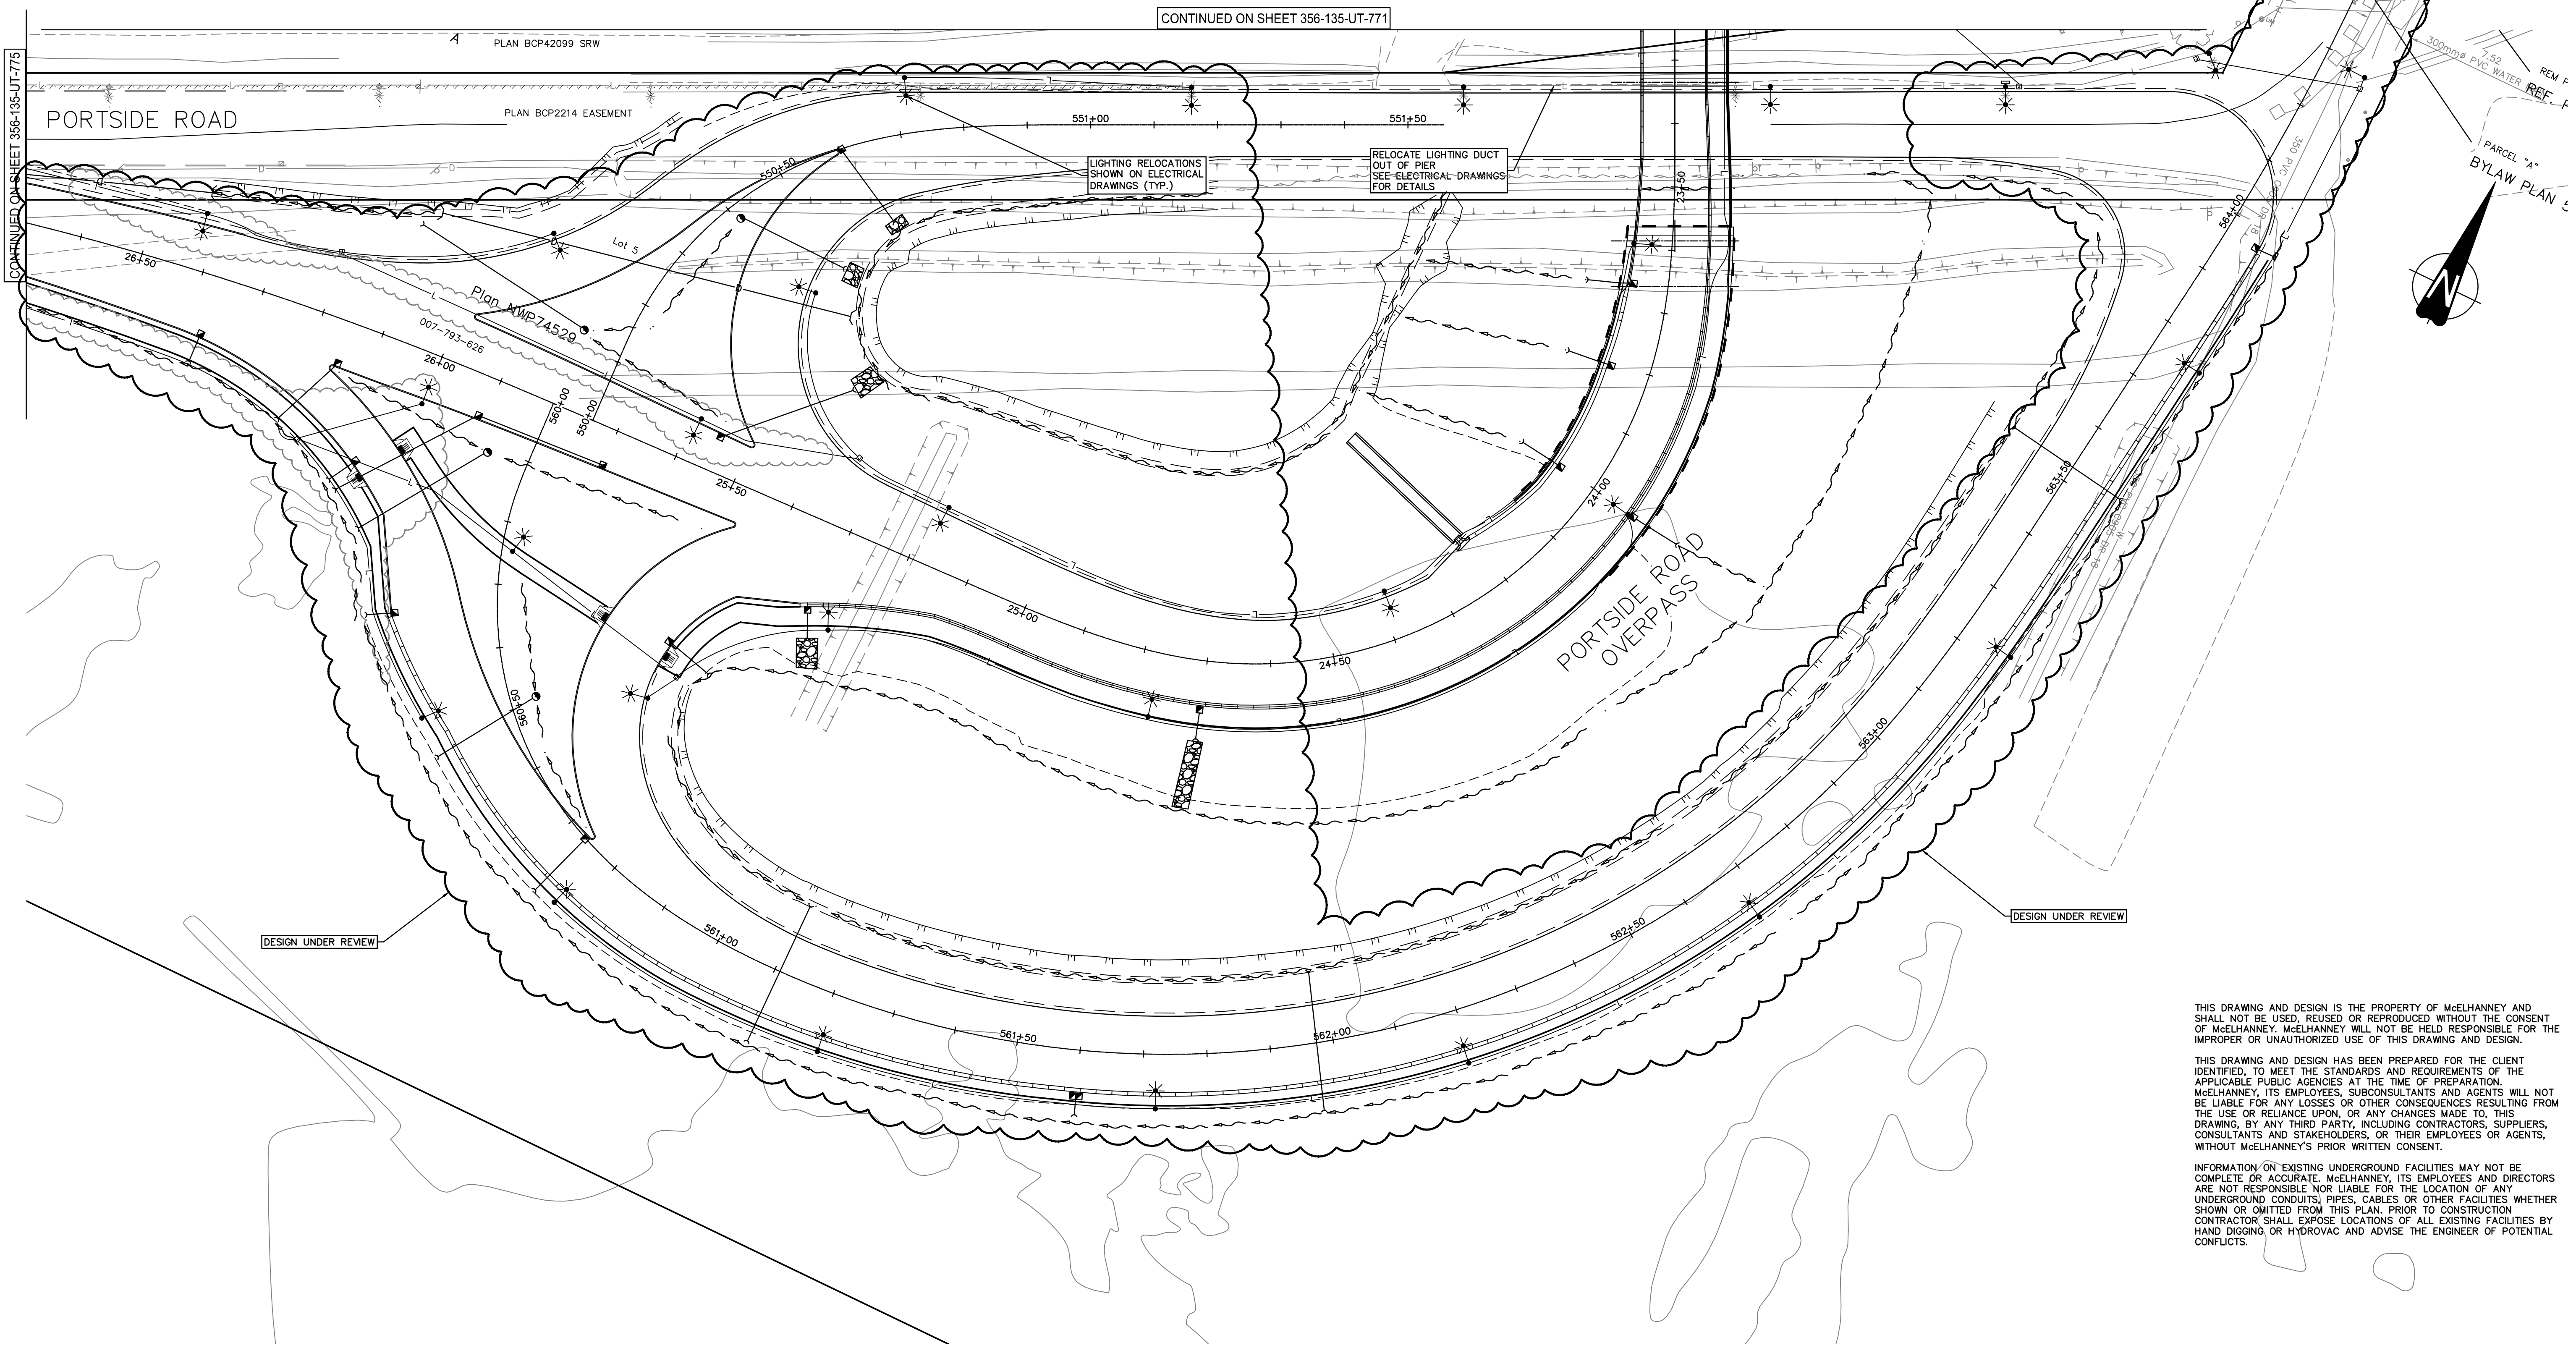 CONTINUED ON SHEET 356-135-UT-771
CONTINUED ON SHEET 356-135-UT-775
A
PLAN BCP42099 SRW
PORTSIDE ROAD
PLAN BCP2214 EASEMENT
551+00
551+50
550+50
LIGHTING RELOCATIONS
SHOWN ON ELECTRICAL
DRAWINGS (TYP.)
RELOCATE LIGHTING DUCT
OUT OF PIER
SEE ELECTRICAL DRAWINGS
FOR DETAILS
23+50
300mmø PVC WATER
7.52
REM
REF.
PARCEL "A"
BYLAW PLAN 5
N
350 PVC
564+00
Lot 5
26+50
Plan NWP74529
007-793-626
26+00
560+00
550+00
25+50
24+00
563+50
25+00
24+50
PORTSIDE ROAD
OVERPASS
560+50
563+00
561+00
562+50
561+50
562+00
DESIGN UNDER REVIEW
DESIGN UNDER REVIEW
THIS DRAWING AND DESIGN IS THE PROPERTY OF McELHANNEY AND
SHALL NOT BE USED, REUSED OR REPRODUCED WITHOUT THE CONSENT
OF McELHANNEY. McELHANNEY WILL NOT BE HELD RESPONSIBLE FOR THE
IMPROPER OR UNAUTHORIZED USE OF THIS DRAWING AND DESIGN.
THIS DRAWING AND DESIGN HAS BEEN PREPARED FOR THE CLIENT
IDENTIFIED, TO MEET THE STANDARDS AND REQUIREMENTS OF THE
APPLICABLE PUBLIC AGENCIES AT THE TIME OF PREPARATION.
McELHANNEY, ITS EMPLOYEES, SUBCONSULTANTS AND AGENTS WILL NOT
BE LIABLE FOR ANY LOSSES OR OTHER CONSEQUENCES RESULTING FROM
THE USE OR RELIANCE UPON, OR ANY CHANGES MADE TO, THIS
DRAWING, BY ANY THIRD PARTY, INCLUDING CONTRACTORS, SUPPLIERS,
CONSULTANTS AND STAKEHOLDERS, OR THEIR EMPLOYEES OR AGENTS,
WITHOUT McELHANNEY'S PRIOR WRITTEN CONSENT.
INFORMATION ON EXISTING UNDERGROUND FACILITIES MAY NOT BE
COMPLETE OR ACCURATE. McELHANNEY, ITS EMPLOYEES AND DIRECTORS
ARE NOT RESPONSIBLE NOR LIABLE FOR THE LOCATION OF ANY
UNDERGROUND CONDUITS, PIPES, CABLES OR OTHER FACILITIES WHETHER
SHOWN OR OMITTED FROM THIS PLAN. PRIOR TO CONSTRUCTION
CONTRACTOR SHALL EXPOSE LOCATIONS OF ALL EXISTING FACILITIES BY
HAND DIGGING OR HYDROVAC AND ADVISE THE ENGINEER OF POTENTIAL
CONFLICTS.